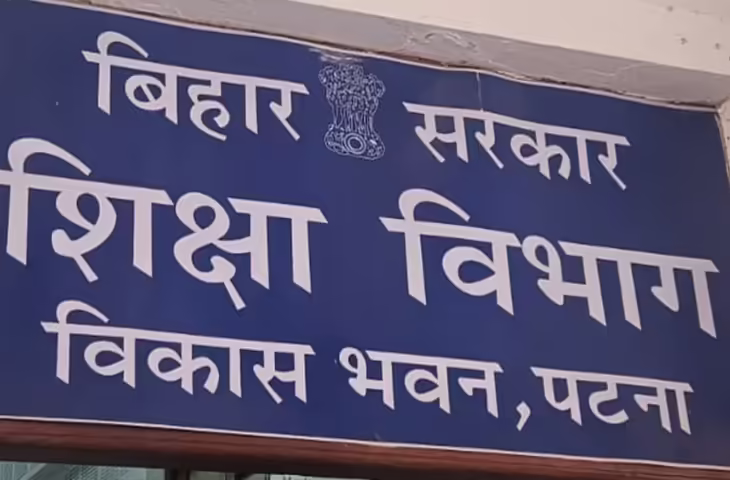 बिहार सरकार
शिक्षा विभाग
विकास भवन, पटना